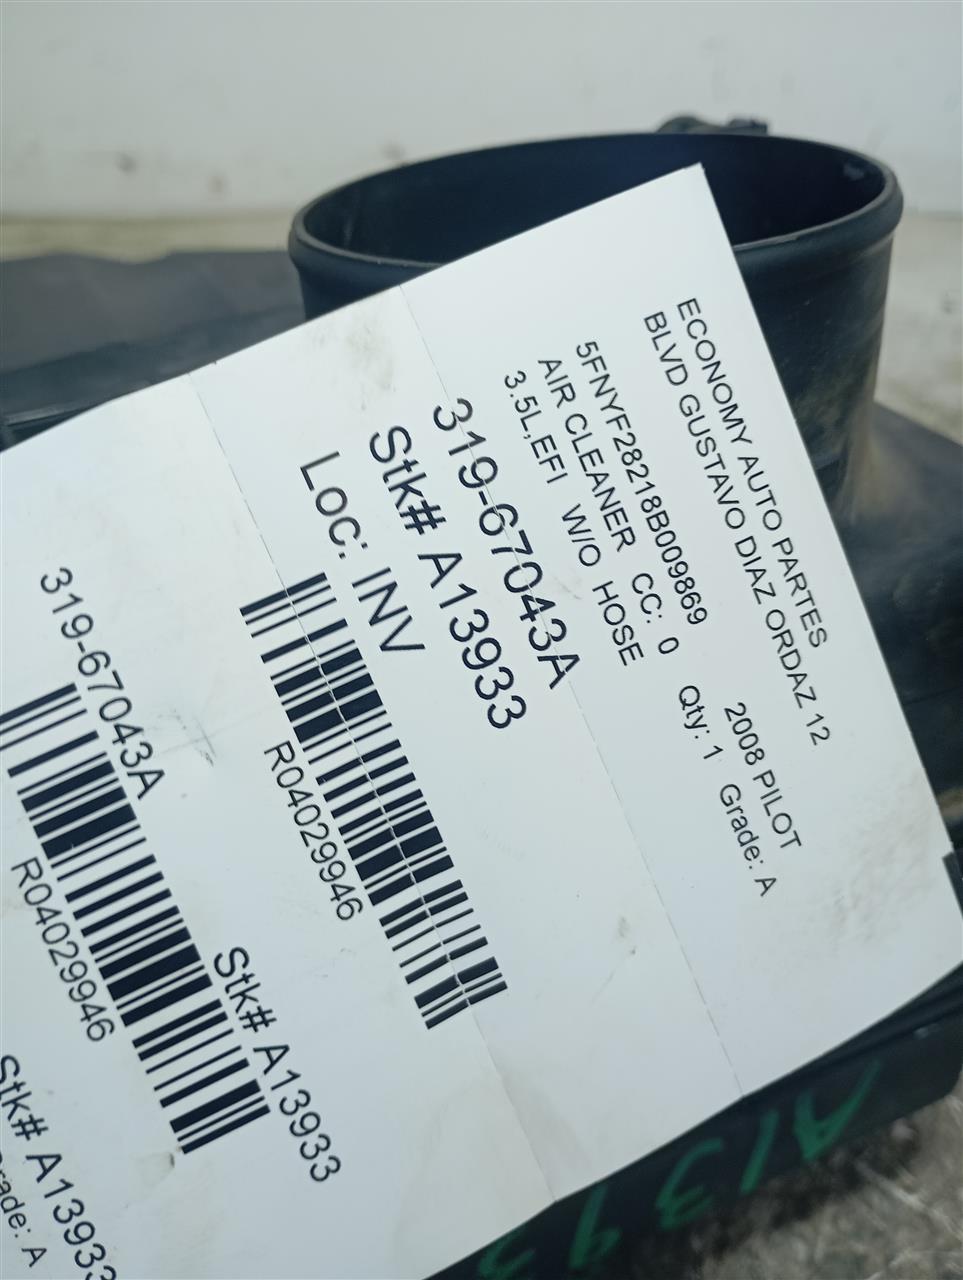 ECONOMY AUTO PARTES
BLVD GUSTAVO DIAZ ORDAZ 12
2008 PILOT
5FNYF28218B009869
AIR CLEANER CC: 0 Qty: 1 Grade: A
3.5L,EFI W/O HOSE
319-67043A
Stk# A13933
Loc: INV
R04029946
319-67043A
R04029946
Stk# A13933
Stk# A13933
Grade: A
A1393